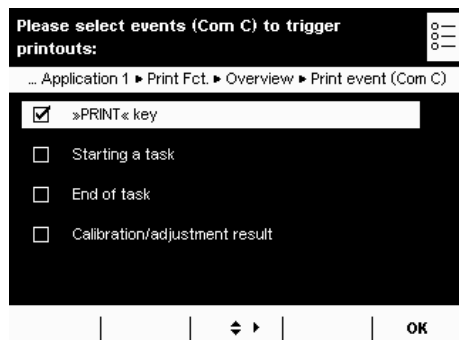 Please select events (Com C) to trigger
printouts:
... Application 1 ▸ Print Fct. ▸ Overview ▸ Print event (Com C)
»PRINT« key
Starting a task
End of task
Calibration/adjustment result
OK